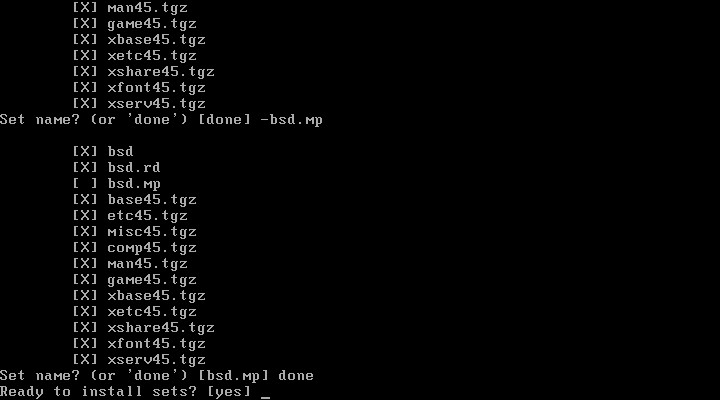 [X] man45.tgz
[X] game45.tgz
[X] xbase45.tgz
[X] xetc45.tgz
[X] xshare45.tgz
[X] xfont45.tgz
[X] xserv45.tgz
Set name? (or 'done') [done] -bsd.mp
[X] bsd
[X] bsd.rd
[ ] bsd.mp
[X] base45.tgz
[X] etc45.tgz
[X] misc45.tgz
[X] comp45.tgz
[X] man45.tgz
[X] game45.tgz
[X] xbase45.tgz
[X] xetc45.tgz
[X] xshare45.tgz
[X] xfont45.tgz
[X] xserv45.tgz
Set name? (or 'done') [bsd.mp] done
Ready to install sets? [yes] _